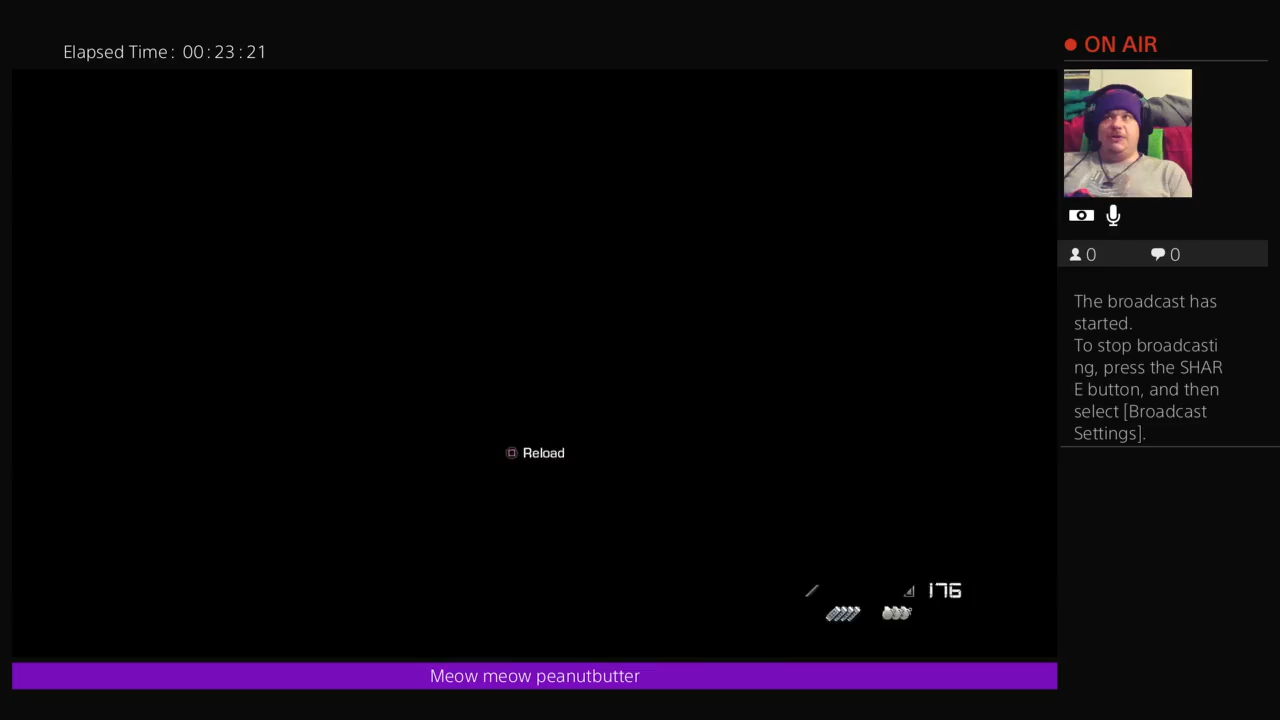 Elapsed Time: 00:23:21
ON AIR
0 0
The broadcast has
started.
To stop broadcasti
ng, press the SHAR
E button, and then
select [Broadcast
Settings].
Reload
176
Meow meow peanutbutter